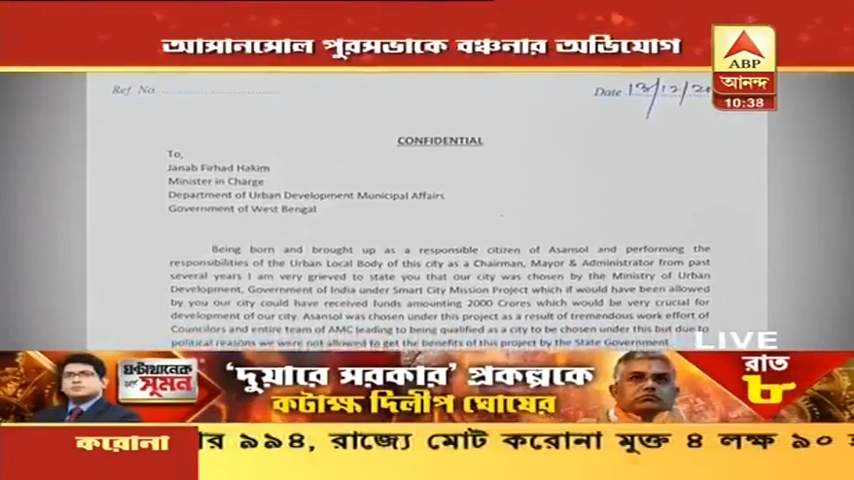 আসানসোল পুরসভাকে বঞ্চনার অভিযোগ
ABP
আনন্দ
10:38
Ref No.
Date 13/12/20
CONFIDENTIAL
To,
Janab Firhad Hakim
Minister in Charge
Department of Urban Development Municipal Affairs
Government of West Bengal
Being born and brought up as a responsible citizen of Asansol and performing the
responsibilities of the Urban Local Body of this city as a Chairman, Mayor & Administrator from past
several years I am very grieved to state you that our city was chosen by the Ministry of Urban
Development, Government of India under Smart City Mission Project which if would have been allowed
by you our city could have received funds amounting 2000 Crores which would be very crucial for
development of our city. Asansol was chosen under this project as a result of tremendous work effort of
Councilors and entire team of AMC leading to being qualified as a city to be chosen under this but due to
political reasons we were not allowed to get the benefits of this project by the State Government
LIVE
ঘণ্টাখানেক
সঙ্গে সুমন
'দুয়ারে সরকার' প্রকল্পকে
কটাক্ষ দিলীপ ঘোষের
রাত
৮
করোনা
ার ৯৯৪, রাজ্যে মোট করোনা মুক্ত ৪ লক্ষ ৯০